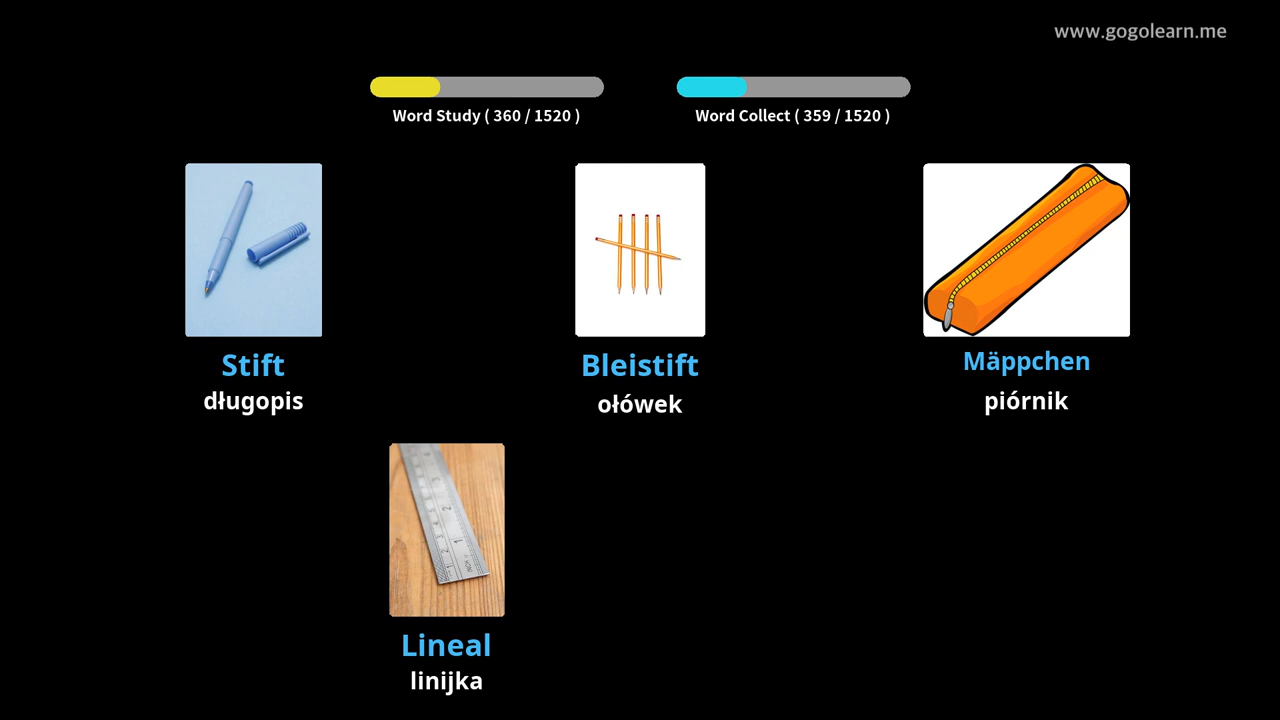 www.gogolearn.me
Word Study ( 360 / 1520 )
Word Collect ( 359 / 1520 )
Stift
długopis
Bleistift
ołówek
Mäppchen
piórnik
Lineal
linijka